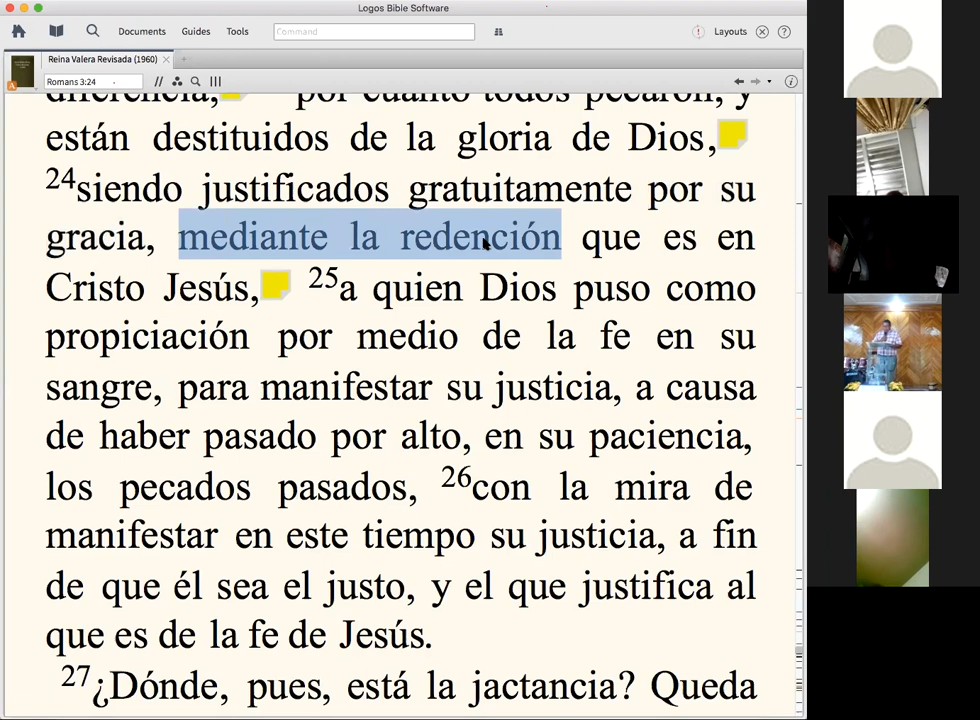 Logos Bible Software
Documents Guides Tools Command Layouts
Reina Valera Revisada (1960)
Romans 3:24
diferencia, por cuanto todos pecaron, y
están destituidos de la gloria de Dios,
24siendo justificados gratuitamente por su
gracia, mediante la redención que es en
Cristo Jesús, 25a quien Dios puso como
propiciación por medio de la fe en su
sangre, para manifestar su justicia, a causa
de haber pasado por alto, en su paciencia,
los pecados pasados, 26con la mira de
manifestar en este tiempo su justicia, a fin
de que él sea el justo, y el que justifica al
que es de la fe de Jesús.
27¿Dónde, pues, está la jactancia? Queda